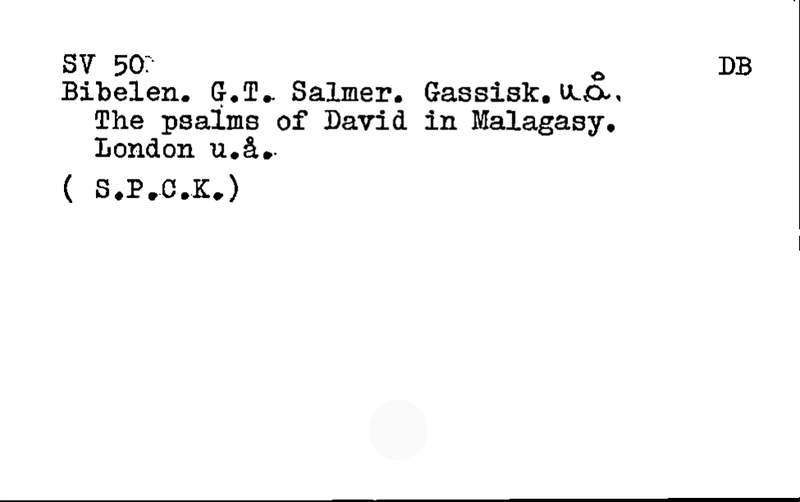 SV 50. DB
Bibelen. G.T. Salmer. Gassisk. u.å.
The psalms of David in Malagasy.
London u.å.
( S.P.C.K.)